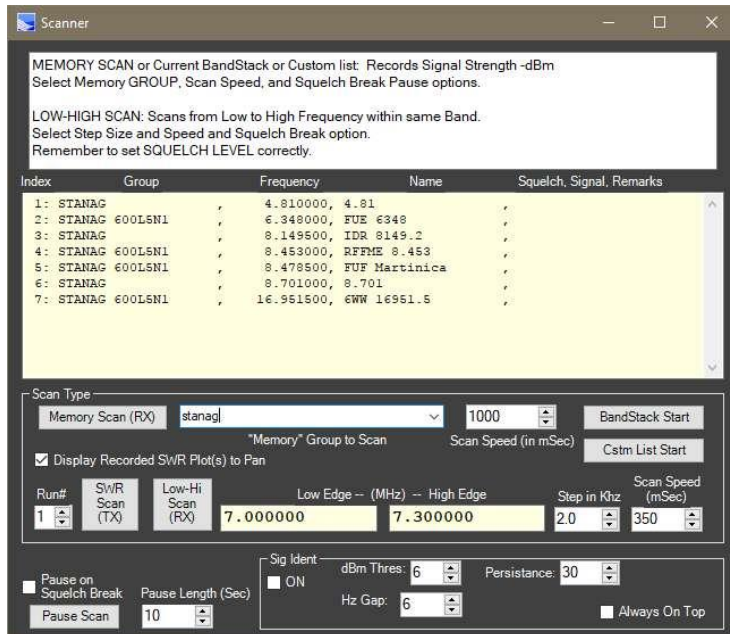 Scanner
MEMORY SCAN or Current BandStack or Custom list: Records Signal Strength -dBm
Select Memory GROUP, Scan Speed, and Squelch Break Pause options.
LOW-HIGH SCAN: Scans from Low to High Frequency within same Band.
Select Step Size and Speed and Squelch Break option.
Remember to set SQUELCH LEVEL correctly.
Index Group Frequency Name Squelch, Signal, Remarks
1: STANAG , 4.810000, 4.81 ,
2: STANAG 600L5N1 , 6.348000, FUE 6348 ,
3: STANAG , 8.149500, IDR 8149.2 ,
4: STANAG 600L5N1 , 8.453000, RFFME 8.453 ,
5: STANAG 600L5N1 , 8.478500, FUF Martinica ,
6: STANAG , 8.701000, 8.701 ,
7: STANAG 600L5N1 , 16.951500, 6WW 16951.5 ,
Scan Type
Memory Scan (RX) stanag 1000 BandStack Start
"Memory" Group to Scan Scan Speed (in mSec) Cstm List Start
Display Recorded SWR Plot(s) to Pan
Run# SWR Scan (TX) Low-Hi Scan (RX) Low Edge -- (MHz) -- High Edge Step in Khz Scan Speed (mSec)
1 7.000000 7.300000 2.0 350
Sig Ident
Pause on Squelch Break Pause Length (Sec) ON dBm Thres: 6 Persistance: 30
Pause Scan 10 Hz Gap: 6 Always On Top